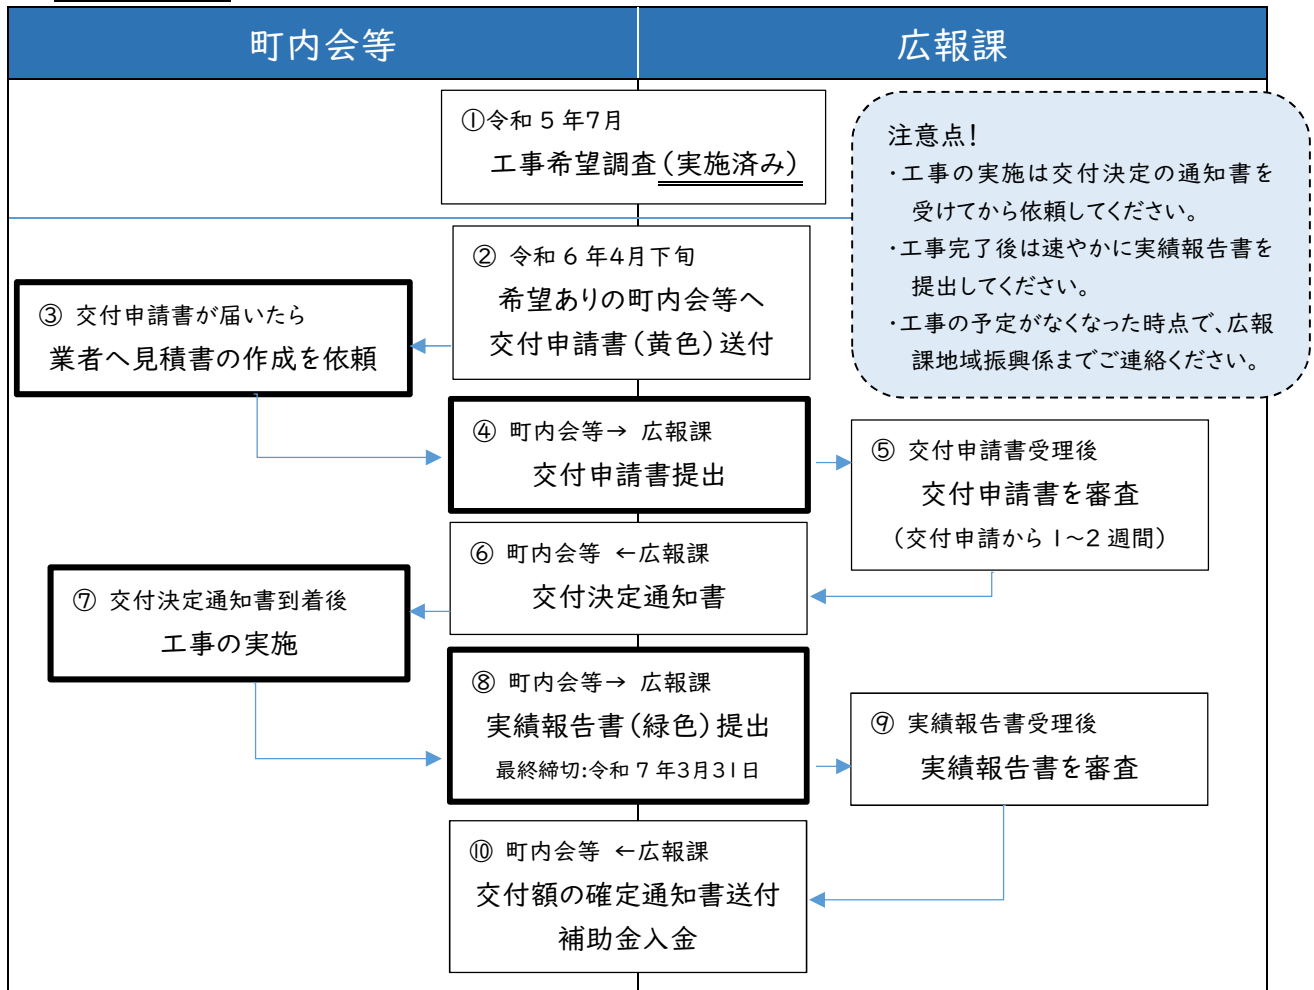 町内会等
広報課
①令和5年7月
工事希望調査(実施済み)
注意点!
・工事の実施は交付決定の通知書を
受けてから依頼してください。
・工事完了後は速やかに実績報告書を
提出してください。
・工事の予定がなくなった時点で、広報
課地域振興係までご連絡ください。
② 令和6年4月下旬
希望ありの町内会等へ
交付申請書(黄色)送付
③ 交付申請書が届いたら
業者へ見積書の作成を依頼
④ 町内会等→ 広報課
交付申請書提出
⑤ 交付申請書受理後
交付申請書を審査
(交付申請から1~2週間)
⑥ 町内会等 ←広報課
交付決定通知書
⑦ 交付決定通知書到着後
工事の実施
⑧ 町内会等→ 広報課
実績報告書(緑色)提出
最終締切:令和7年3月31日
⑨ 実績報告書受理後
実績報告書を審査
⑩ 町内会等 ←広報課
交付額の確定通知書送付
補助金入金